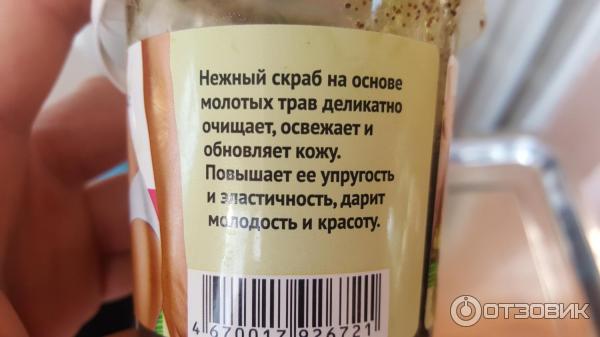 Нежный скраб на основе
молотых трав деликатно
очищает, освежает и
обновляет кожу.
Повышает ее упругость
и эластичность, дарит
молодость и красоту.
4 670017 926721
ОТЗОВИК